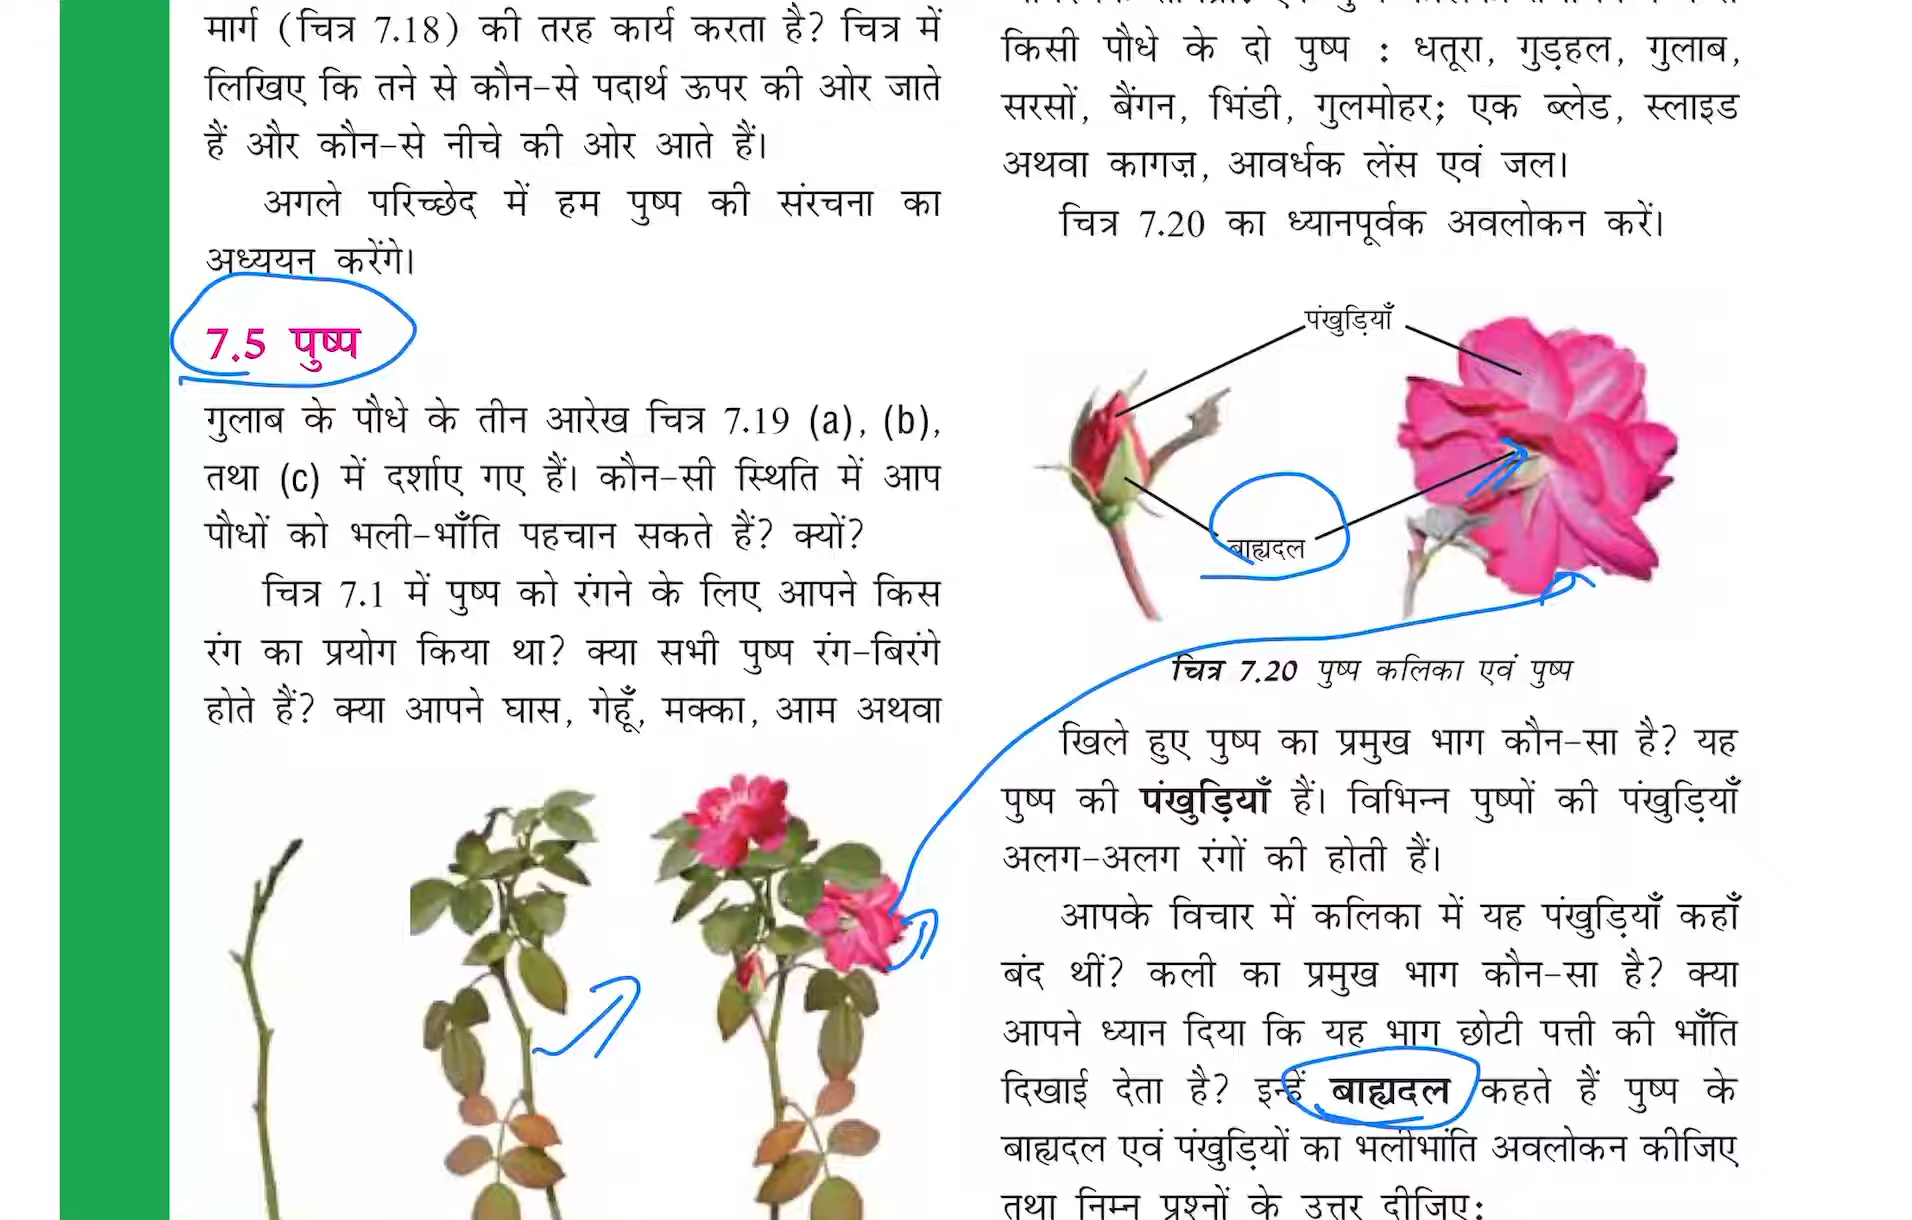 मार्ग (चित्र 7.18) की तरह कार्य करता है? चित्र में
लिखिए कि तने से कौन-से पदार्थ ऊपर की ओर जाते
हैं और कौन-से नीचे की ओर आते हैं।
अगले परिच्छेद में हम पुष्प की संरचना का
अध्ययन करेंगे।
7.5 पुष्प
गुलाब के पौधे के तीन आरेख चित्र 7.19 (a), (b),
तथा (c) में दर्शाए गए हैं। कौन-सी स्थिति में आप
पौधों को भली-भाँति पहचान सकते हैं? क्यों?
चित्र 7.1 में पुष्प को रंगने के लिए आपने किस
रंग का प्रयोग किया था? क्या सभी पुष्प रंग-बिरंगे
होते हैं? क्या आपने घास, गेहूँ, मक्का, आम अथवा
किसी पौधे के दो पुष्प : धतूरा, गुड़हल, गुलाब,
सरसों, बैंगन, भिंडी, गुलमोहर; एक ब्लेड, स्लाइड
अथवा कागज़, आवर्धक लेंस एवं जल।
चित्र 7.20 का ध्यानपूर्वक अवलोकन करें।
पंखुड़ियाँ
बाह्यदल
चित्र 7.20 पुष्प कलिका एवं पुष्प
खिले हुए पुष्प का प्रमुख भाग कौन-सा है? यह
पुष्प की पंखुड़ियाँ हैं। विभिन्न पुष्पों की पंखुड़ियाँ
अलग-अलग रंगों की होती हैं।
आपके विचार में कलिका में यह पंखुड़ियाँ कहाँ
बंद थीं? कली का प्रमुख भाग कौन-सा है? क्या
आपने ध्यान दिया कि यह भाग छोटी पत्ती की भाँति
दिखाई देता है? इन्हें बाह्यदल कहते हैं पुष्प के
बाह्यदल एवं पंखुड़ियों का भलीभांति अवलोकन कीजिए
तथा निम्न प्रश्नों के उत्तर दीजिए: